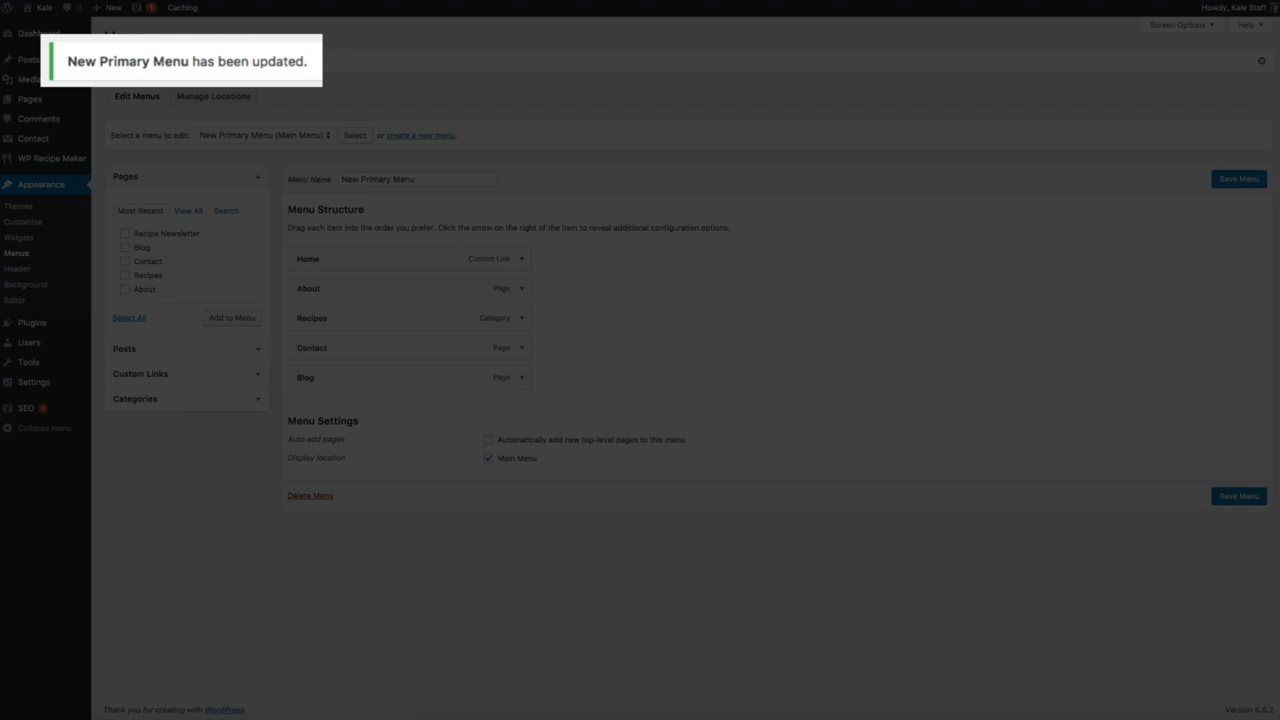 Kale 0 New 1 Caching Howdy, Kale Staff
Screen Options Help
New Primary Menu has been updated.
Posts
Pages
Comments
Contact
WP Recipe Maker
Appearance
Themes
Customize
Widgets
Menus
Header
Background
Editor
Plugins
Users
Tools
Settings
SEO 1
Collapse menu
Edit Menus Manage Locations
Select a menu to edit: New Primary Menu (Main Menu) Select or create a new menu.
Pages
Most Recent View All Search
Recipe Newsletter
Blog
Contact
Recipes
About
Select All Add to Menu
Posts
Custom Links
Categories
Menu Name New Primary Menu Save Menu
Menu Structure
Drag each item into the order you prefer. Click the arrow on the right of the item to reveal additional configuration options.
Home Custom Link
About Page
Recipes Category
Contact Page
Blog Page
Menu Settings
Auto add pages Automatically add new top-level pages to this menu
Display location Main Menu
Delete Menu Save Menu
Thank you for creating with WordPress. Version 4.8.2